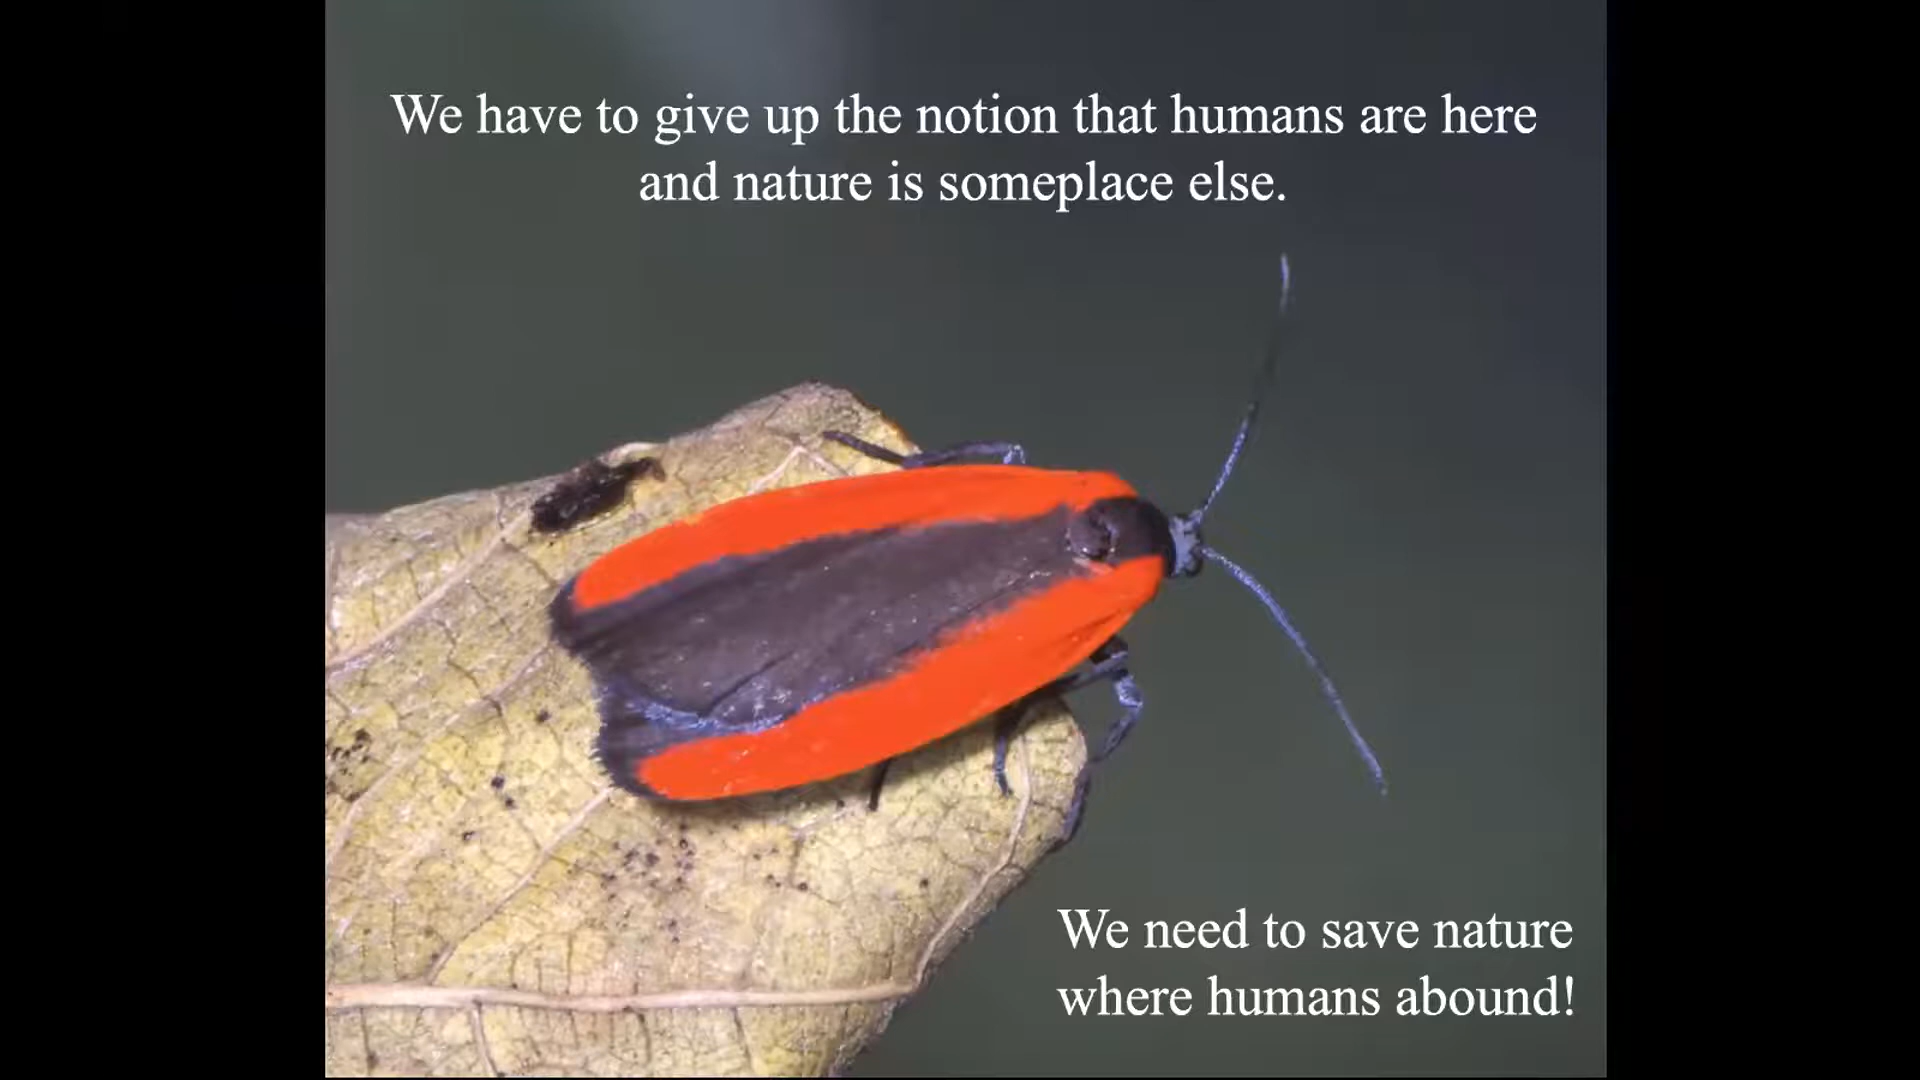 We have to give up the notion that humans are here
and nature is someplace else.
We need to save nature
where humans abound!